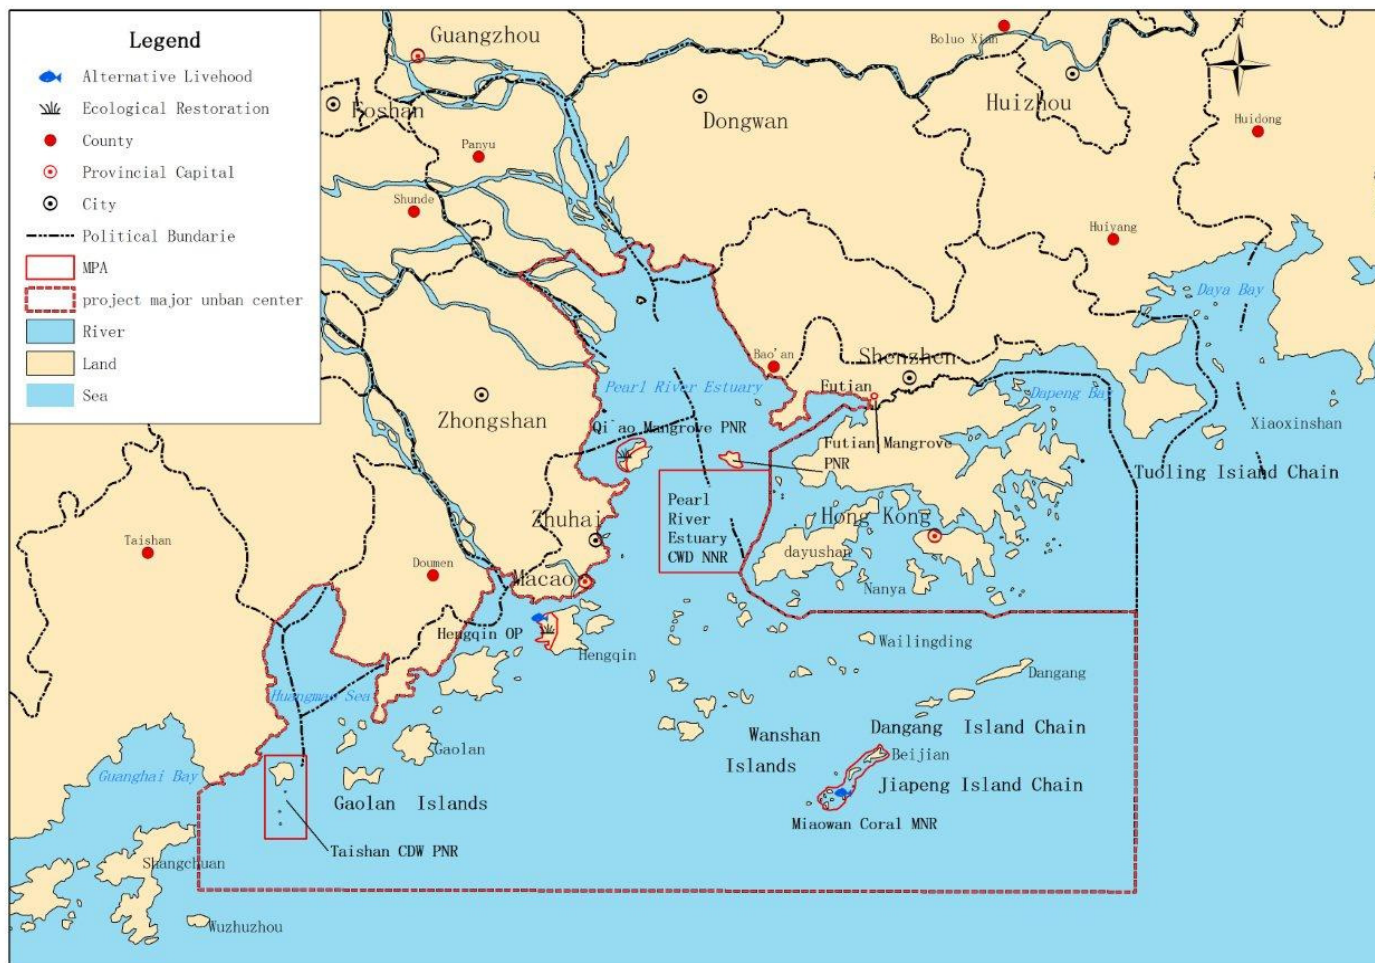 Legend
Alternative Livehood
Ecological Restoration
County
Provincial Capital
City
Political Bundarie
MPA
project major unban center
River
Land
Sea
N
Guangzhou
Boluo Xian
Foshan
Dongwan
Huizhou
Huidong
Panyu
Shunde
Huiyang
Daya Bay
Bao'an
Shenzhen
Pearl River Estuary
Futian
Dapeng Bay
Zhongshan
Qi'ao Mangrove PNR
Xiaoxinshan
Futian Mangrove
PNR
Tuoling Island Chain
Pearl
River
Estuary
CWD NNR
Zhuhai
Hong Kong
Taishan
dayushan
Doumen
Macao
Nanya
Hengqin OP
Hengqin
Wailingding
Dangang
Huangmao Sea
Dangang Island Chain
Wanshan
Islands
Gaolan
Beijian
Guanghai Bay
Jiapeng Island Chain
Gaolan Islands
Miaowan Coral MNR
Taishan CDW PNR
Shangchuan
Wuzhuzhou